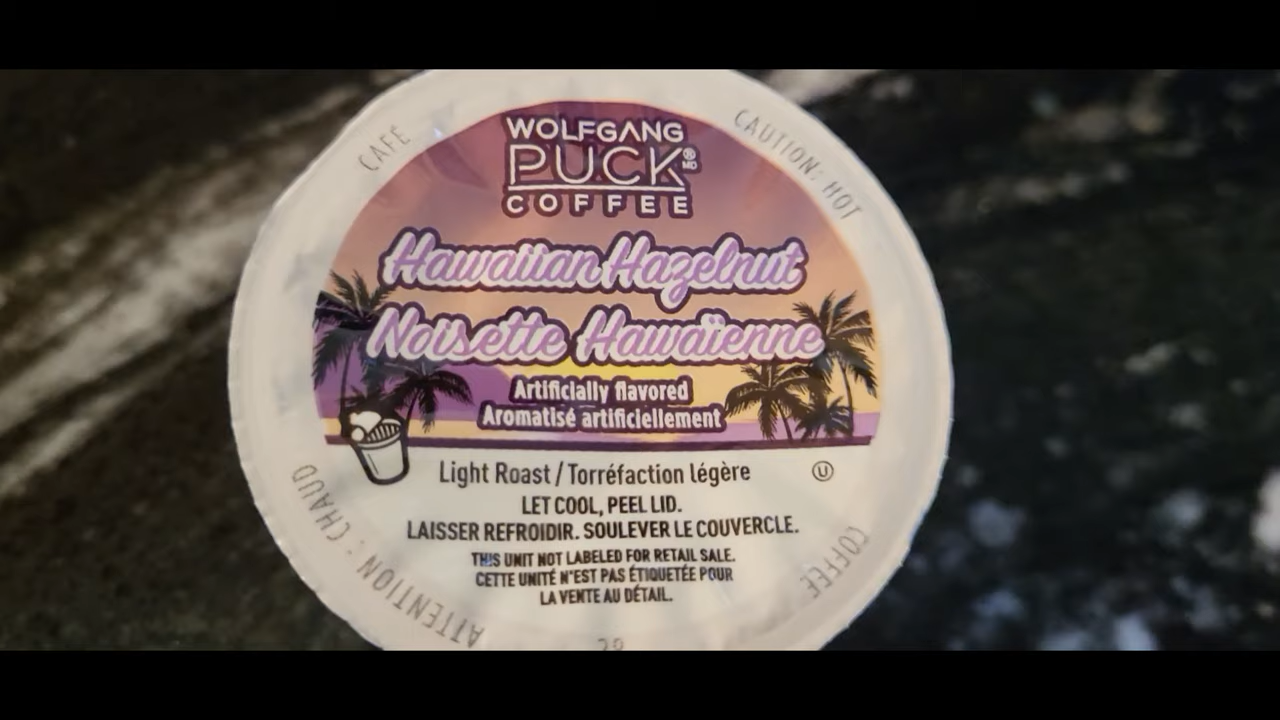 WOLFGANG
PUCK®
MD
COFFEE
Hawaiian Hazelnut
Noisette Hawaïenne
Artificially flavored
Aromatisé artificiellement
Light Roast / Torréfaction légère
U
LET COOL, PEEL LID.
LAISSER REFROIDIR. SOULEVER LE COUVERCLE.
THIS UNIT NOT LABELED FOR RETAIL SALE.
CETTE UNITÉ N'EST PAS ÉTIQUETÉE POUR
LA VENTE AU DÉTAIL.
CAFÉ
CAUTION: HOT
COFFEE
ATTENTION : CHAUD